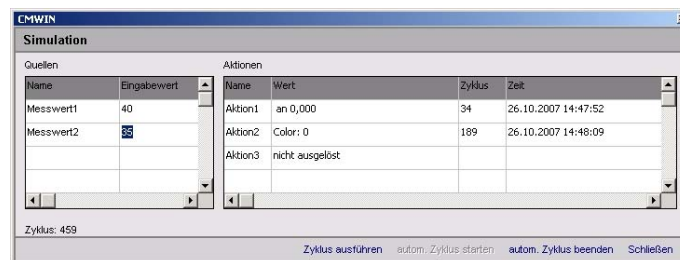 CMWIN
Simulation
Quellen
Aktionen
Name Eingabewert
Name Wert Zyklus Zeit
Messwert1 40
Aktion1 an 0,000 34 26.10.2007 14:47:52
Messwert2 35
Aktion2 Color: 0 189 26.10.2007 14:48:09
Aktion3 nicht ausgelöst
Zyklus: 459
Zyklus ausführen autom. Zyklus starten autom. Zyklus beenden Schließen